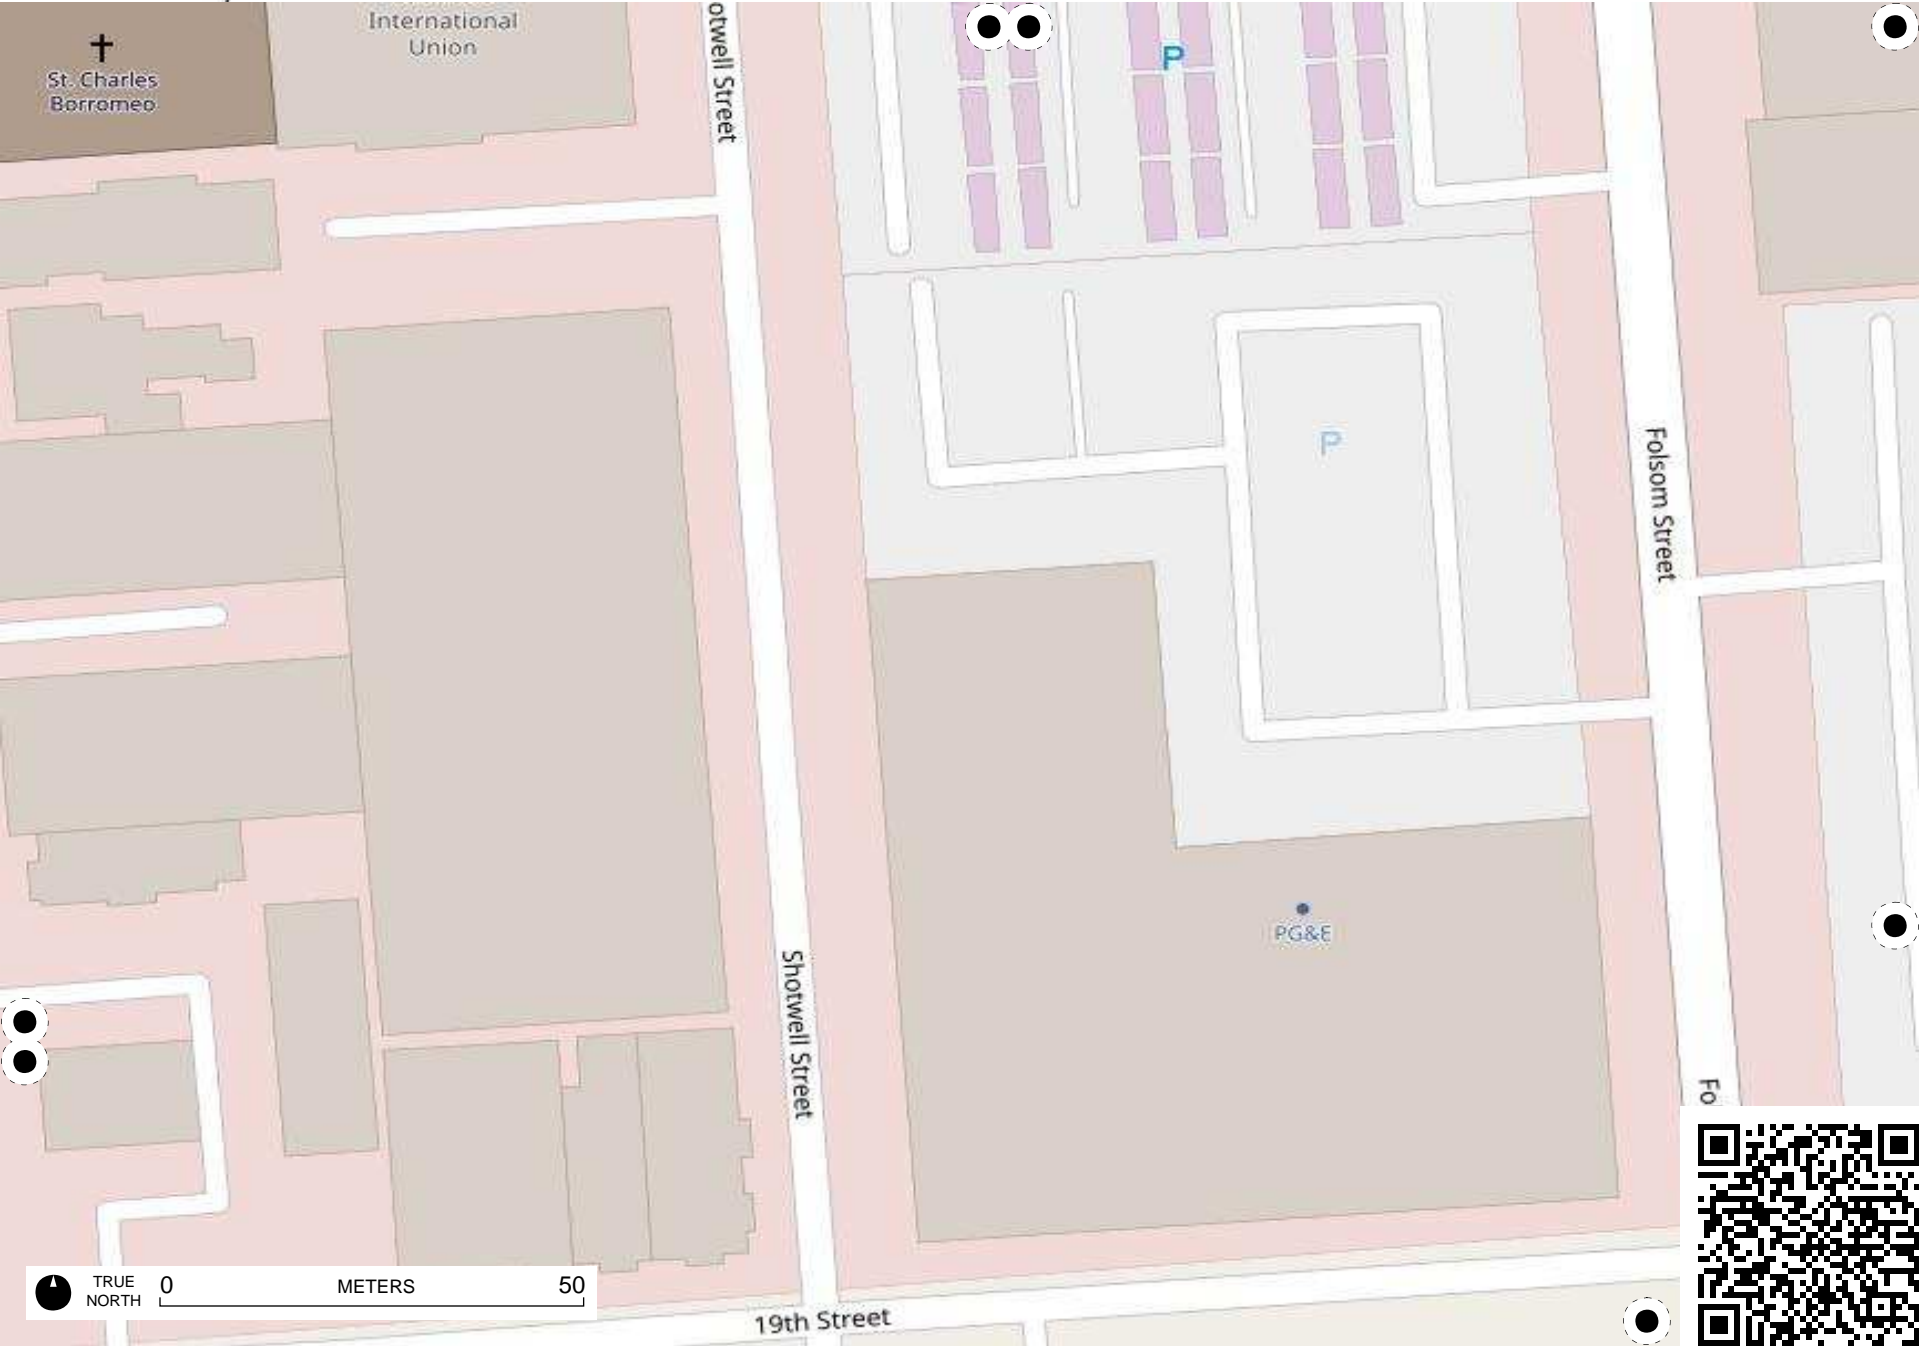 International
Union
St. Charles
Borromeo
otwell Street
P
P
Folsom Street
PG&E
Shotwell Street
Fo
TRUE
NORTH
0
METERS
50
19th Street